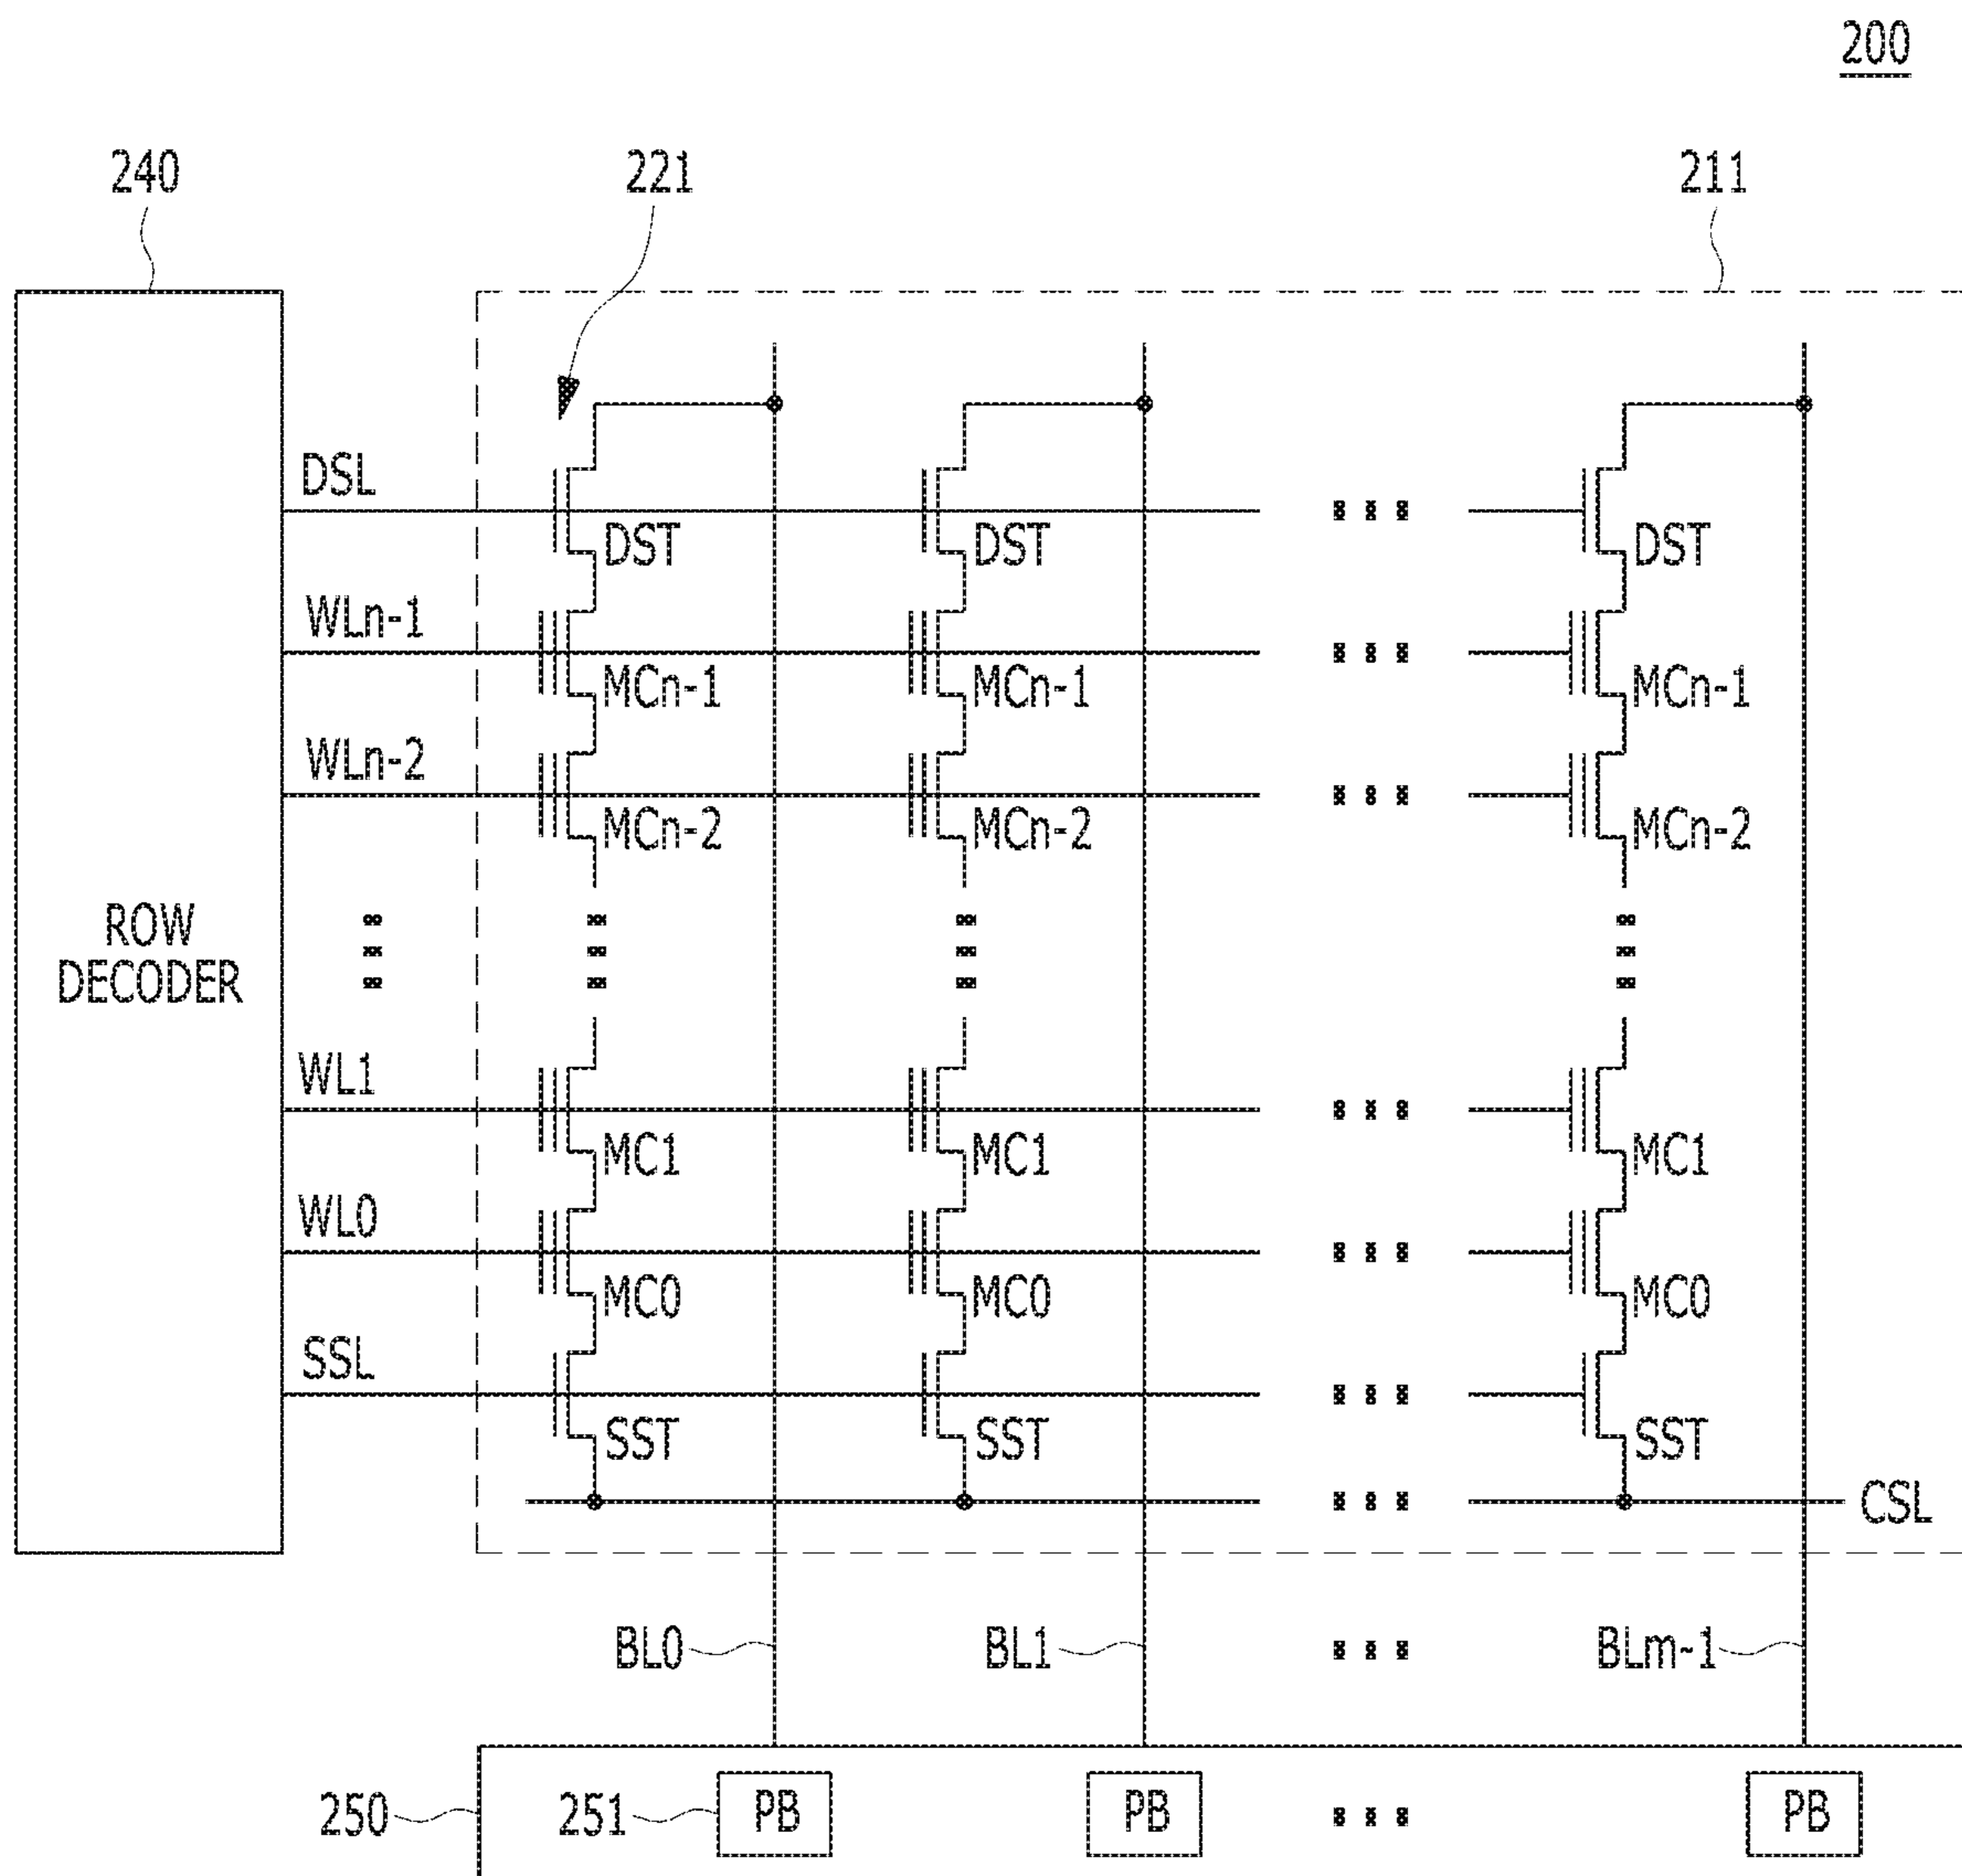 200
240
221
211
DSL
DST DST DST
WLn-1
MCn-1 MCn-1 MCn-1
WLn-2
MCn-2 MCn-2 MCn-2
ROW
DECODER
WL1
MC1 MC1 MC1
WL0
MC0 MC0 MC0
SSL
SST SST SST
CSL
BL0 BL1 BLm-1
250 251 PB PB PB